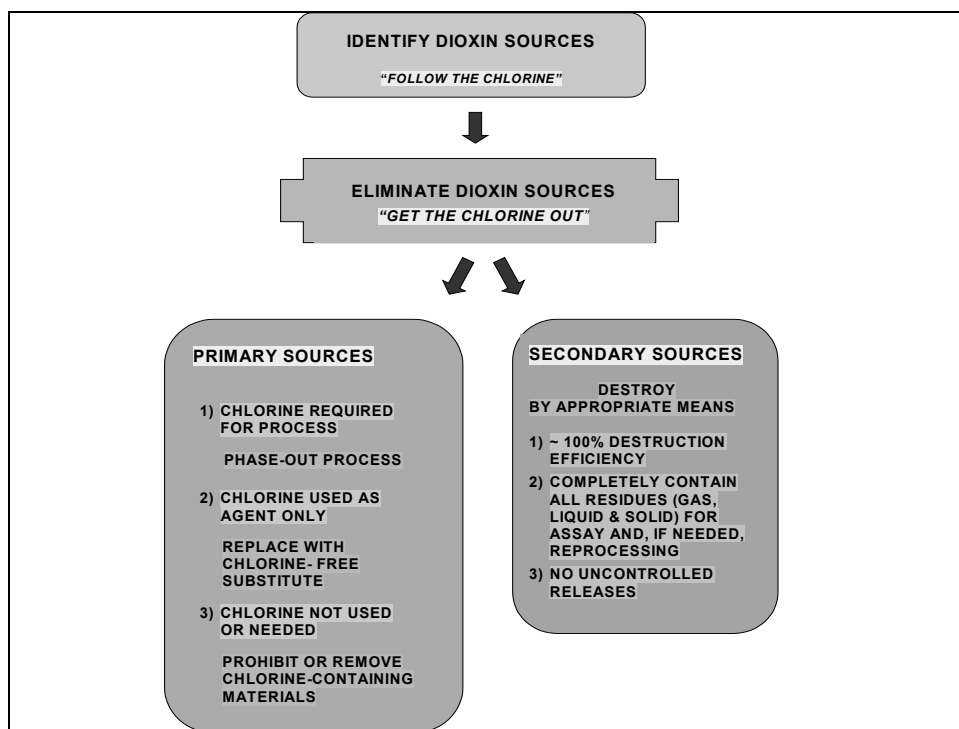 IDENTIFY DIOXIN SOURCES
“FOLLOW THE CHLORINE”
ELIMINATE DIOXIN SOURCES
“GET THE CHLORINE OUT”
PRIMARY SOURCES
1) CHLORINE REQUIRED
FOR PROCESS
PHASE-OUT PROCESS
2) CHLORINE USED AS
AGENT ONLY
REPLACE WITH
CHLORINE- FREE
SUBSTITUTE
3) CHLORINE NOT USED
OR NEEDED
PROHIBIT OR REMOVE
CHLORINE-CONTAINING
MATERIALS
SECONDARY SOURCES
DESTROY
BY APPROPRIATE MEANS
1) ~ 100% DESTRUCTION
EFFICIENCY
2) COMPLETELY CONTAIN
ALL RESIDUES (GAS,
LIQUID & SOLID) FOR
ASSAY AND, IF NEEDED,
REPROCESSING
3) NO UNCONTROLLED
RELEASES